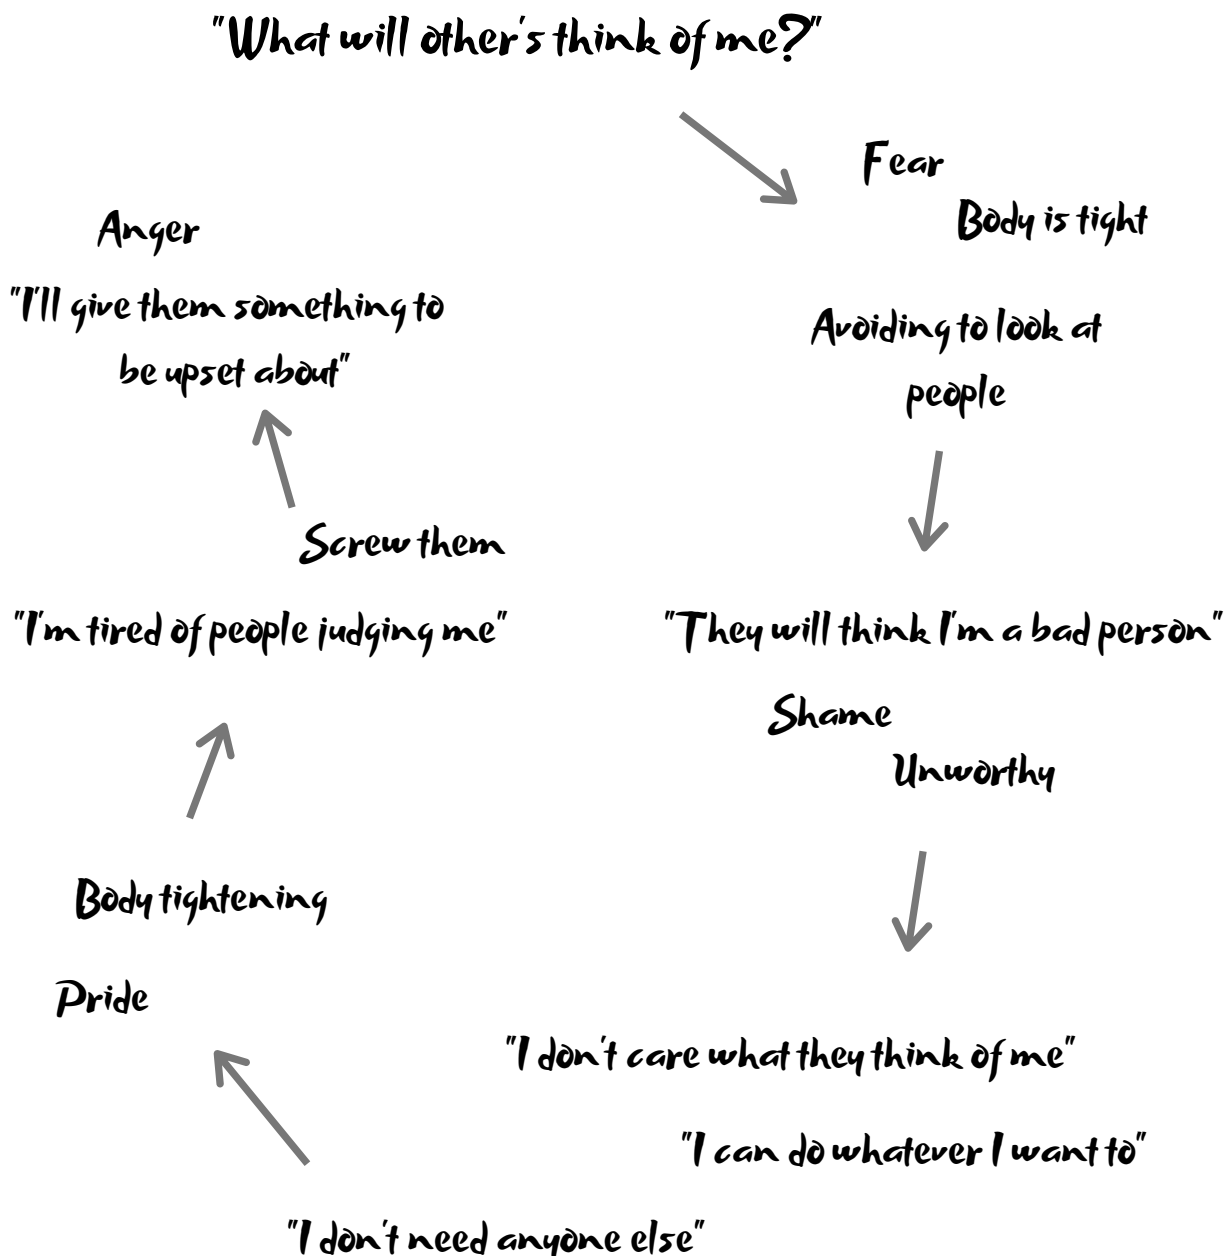 "What will other's think of me?"
Fear
Body is tight
Avoiding to look at
people
"They will think I'm a bad person"
Shame
Unworthy
"I don't care what they think of me"
"I can do whatever I want to"
"I don't need anyone else"
Pride
Body tightening
"I'm tired of people judging me"
Screw them
Anger
"I'll give them something to
be upset about"